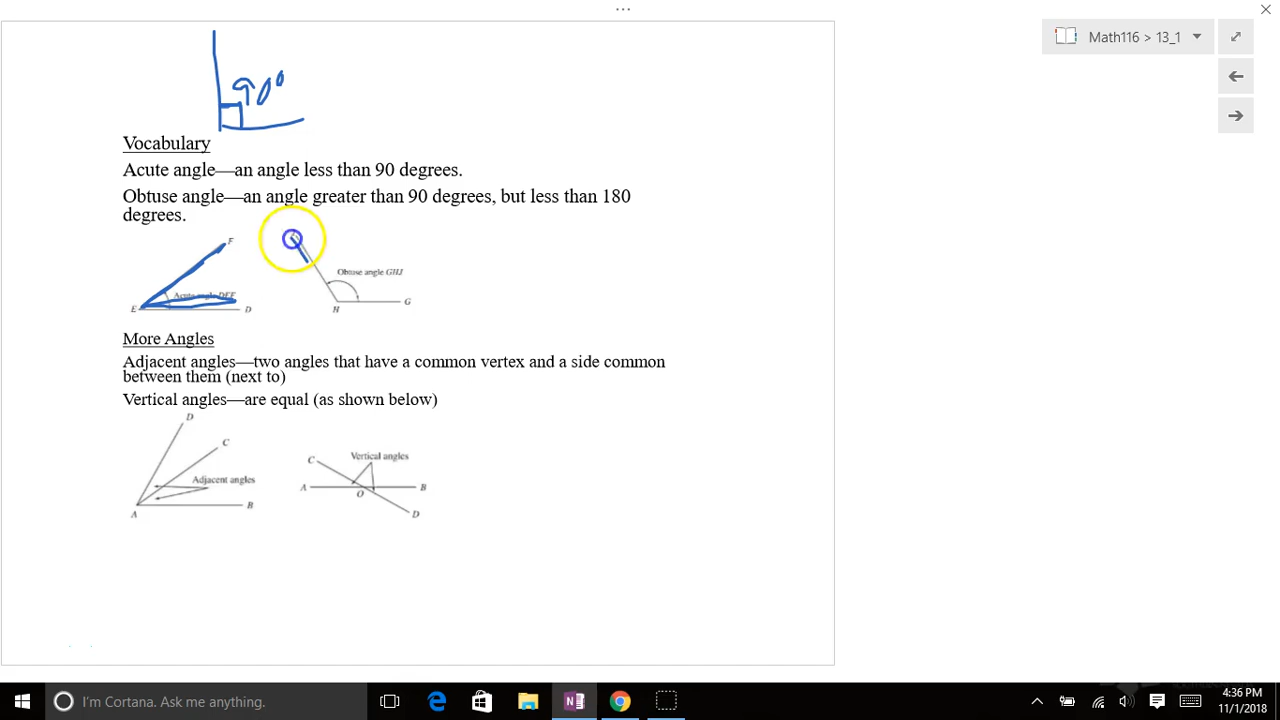 Math116 > 13_1
90°
Vocabulary
Acute angle—an angle less than 90 degrees.
Obtuse angle—an angle greater than 90 degrees, but less than 180
degrees.
F
Obtuse angle GHJ
Acute angle DEF
E
D
H
G
More Angles
Adjacent angles—two angles that have a common vertex and a side common
between them (next to)
Vertical angles—are equal (as shown below)
D
C
Adjacent angles
A
B
Vertical angles
C
A
B
O
D
I'm Cortana. Ask me anything.
4:36 PM
11/1/2018